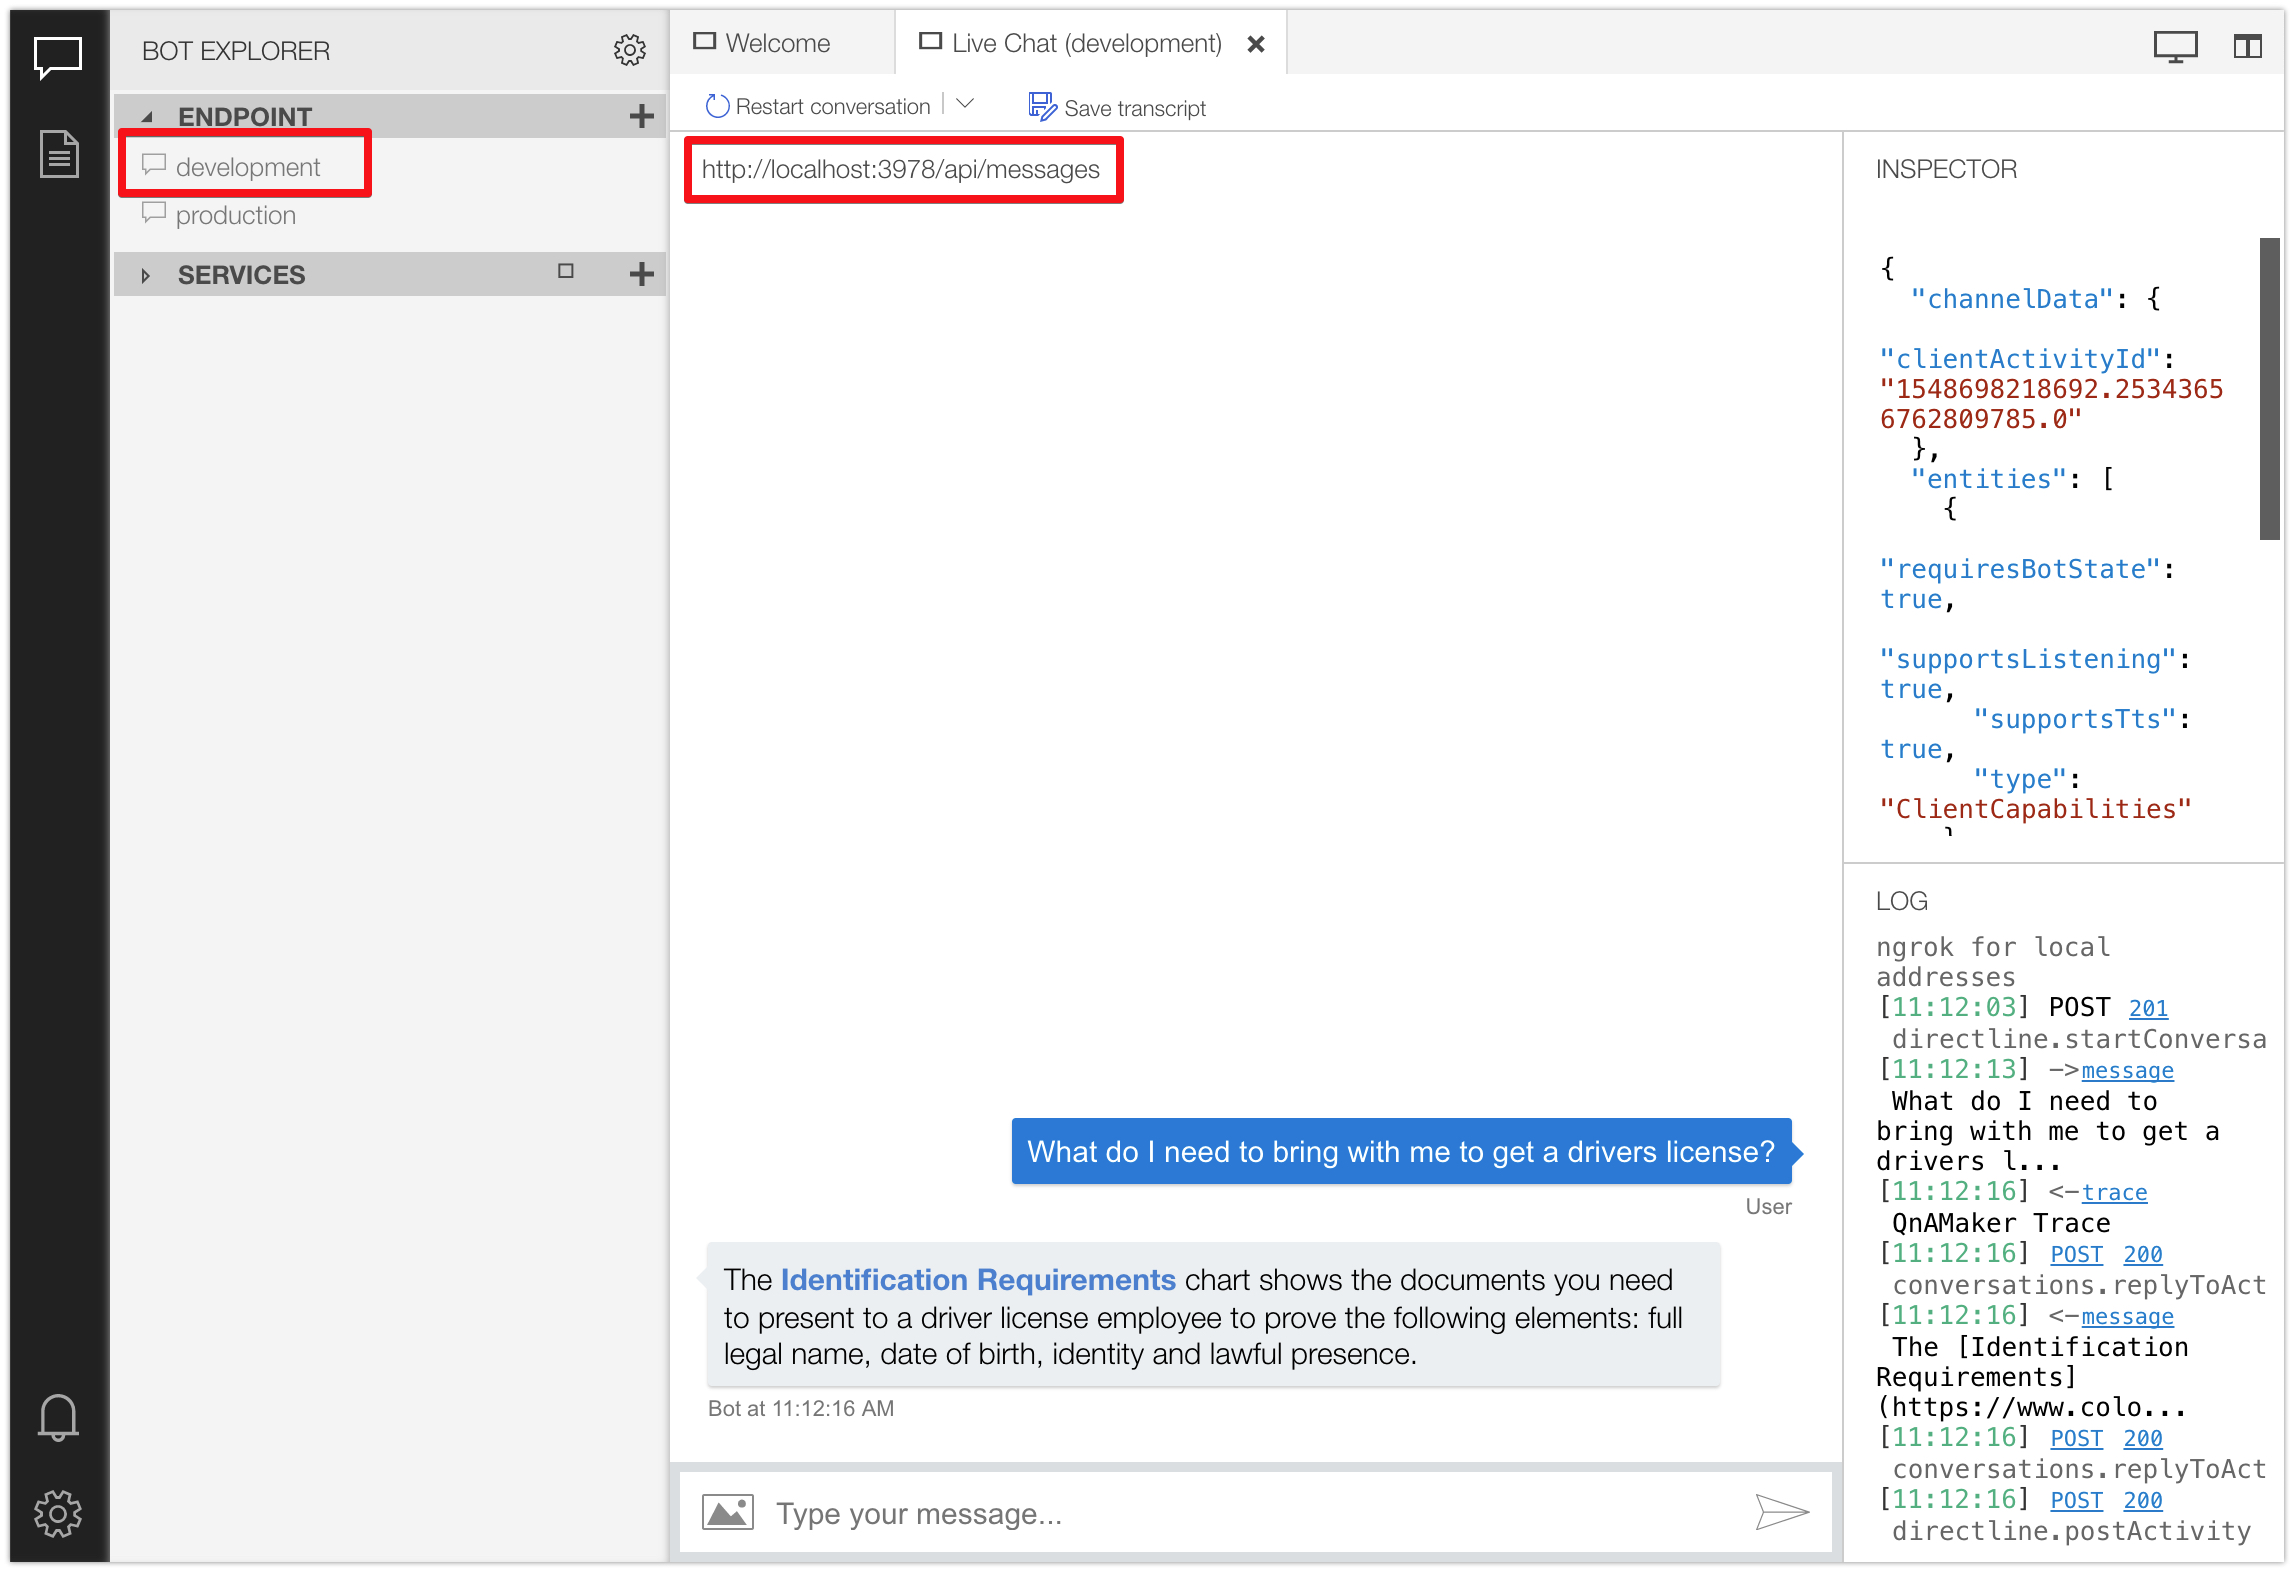 BOT EXPLORER
ENDPOINT
development
production
SERVICES
Welcome
Live Chat (development)
Restart conversation
Save transcript
http://localhost:3978/api/messages
What do I need to bring with me to get a drivers license?
User
The Identification Requirements chart shows the documents you need
to present to a driver license employee to prove the following elements: full
legal name, date of birth, identity and lawful presence.
Bot at 11:12:16 AM
Type your message...
INSPECTOR
{
"channelData": {
"clientActivityId":
"1548698218692.2534365
6762809785.0"
},
"entities": [
{
"requiresBotState":
true,
"supportsListening":
true,
"supportsTts":
true,
"type":
"ClientCapabilities"
}
LOG
ngrok for local
addresses
[11:12:03] POST 201
directline.startConversa
[11:12:13] ->message
What do I need to
bring with me to get a
drivers l...
[11:12:16] <-trace
QnAMaker Trace
[11:12:16] POST 200
conversations.replyToAct
[11:12:16] <-message
The [Identification
Requirements]
(https://www.colo...
[11:12:16] POST 200
conversations.replyToAct
[11:12:16] POST 200
directline.postActivity